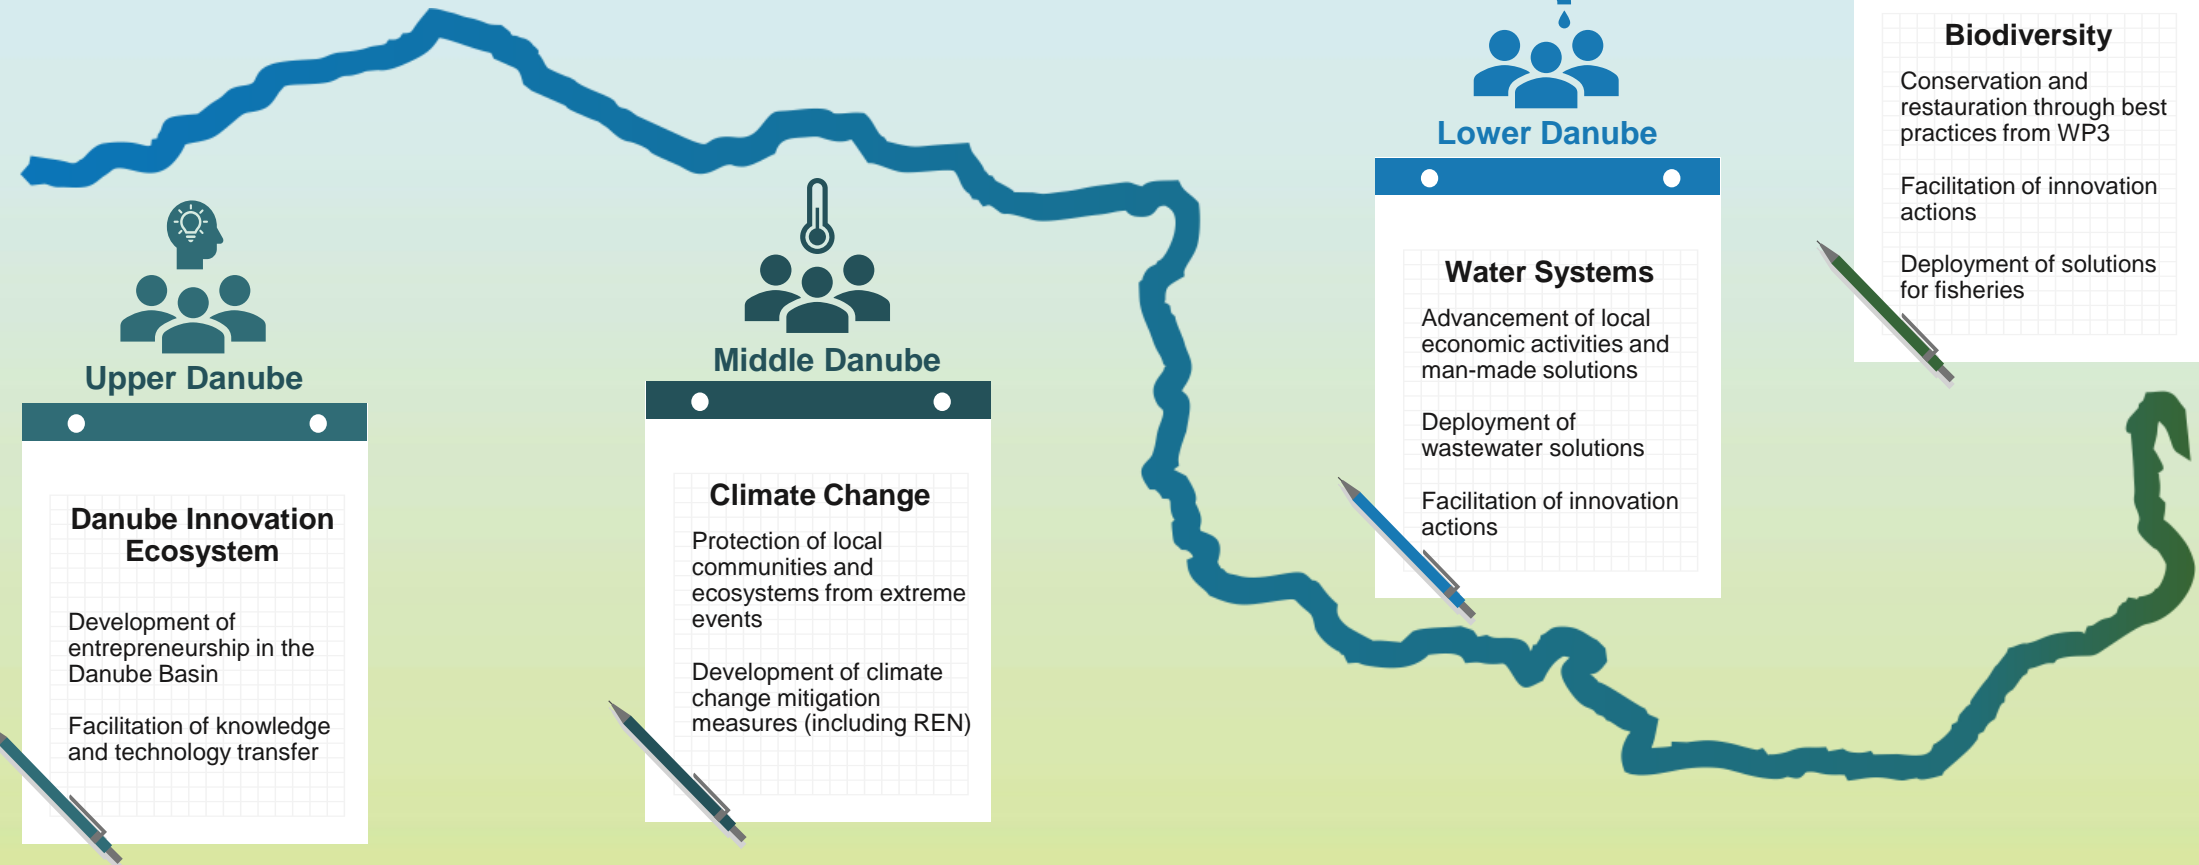 Upper Danube
Danube Innovation
Ecosystem
Development of
entrepreneurship in the
Danube Basin
Facilitation of knowledge
and technology transfer
Middle Danube
Climate Change
Protection of local
communities and
ecosystems from extreme
events
Development of climate
change mitigation
measures (including REN)
Lower Danube
Water Systems
Advancement of local
economic activities and
man-made solutions
Deployment of
wastewater solutions
Facilitation of innovation
actions
Biodiversity
Conservation and
restauration through best
practices from WP3
Facilitation of innovation
actions
Deployment of solutions
for fisheries